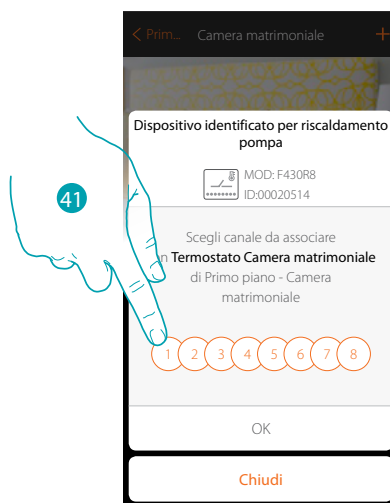 < Prim... Camera matrimoniale +
Dispositivo identificato per riscaldamento
pompa
MOD: F430R8
ID:00020514
41
Scegli canale da associare
n Termostato Camera matrimoniale
di Primo piano - Camera
matrimoniale
1 2 3 4 5 6 7 8
OK
Chiudi